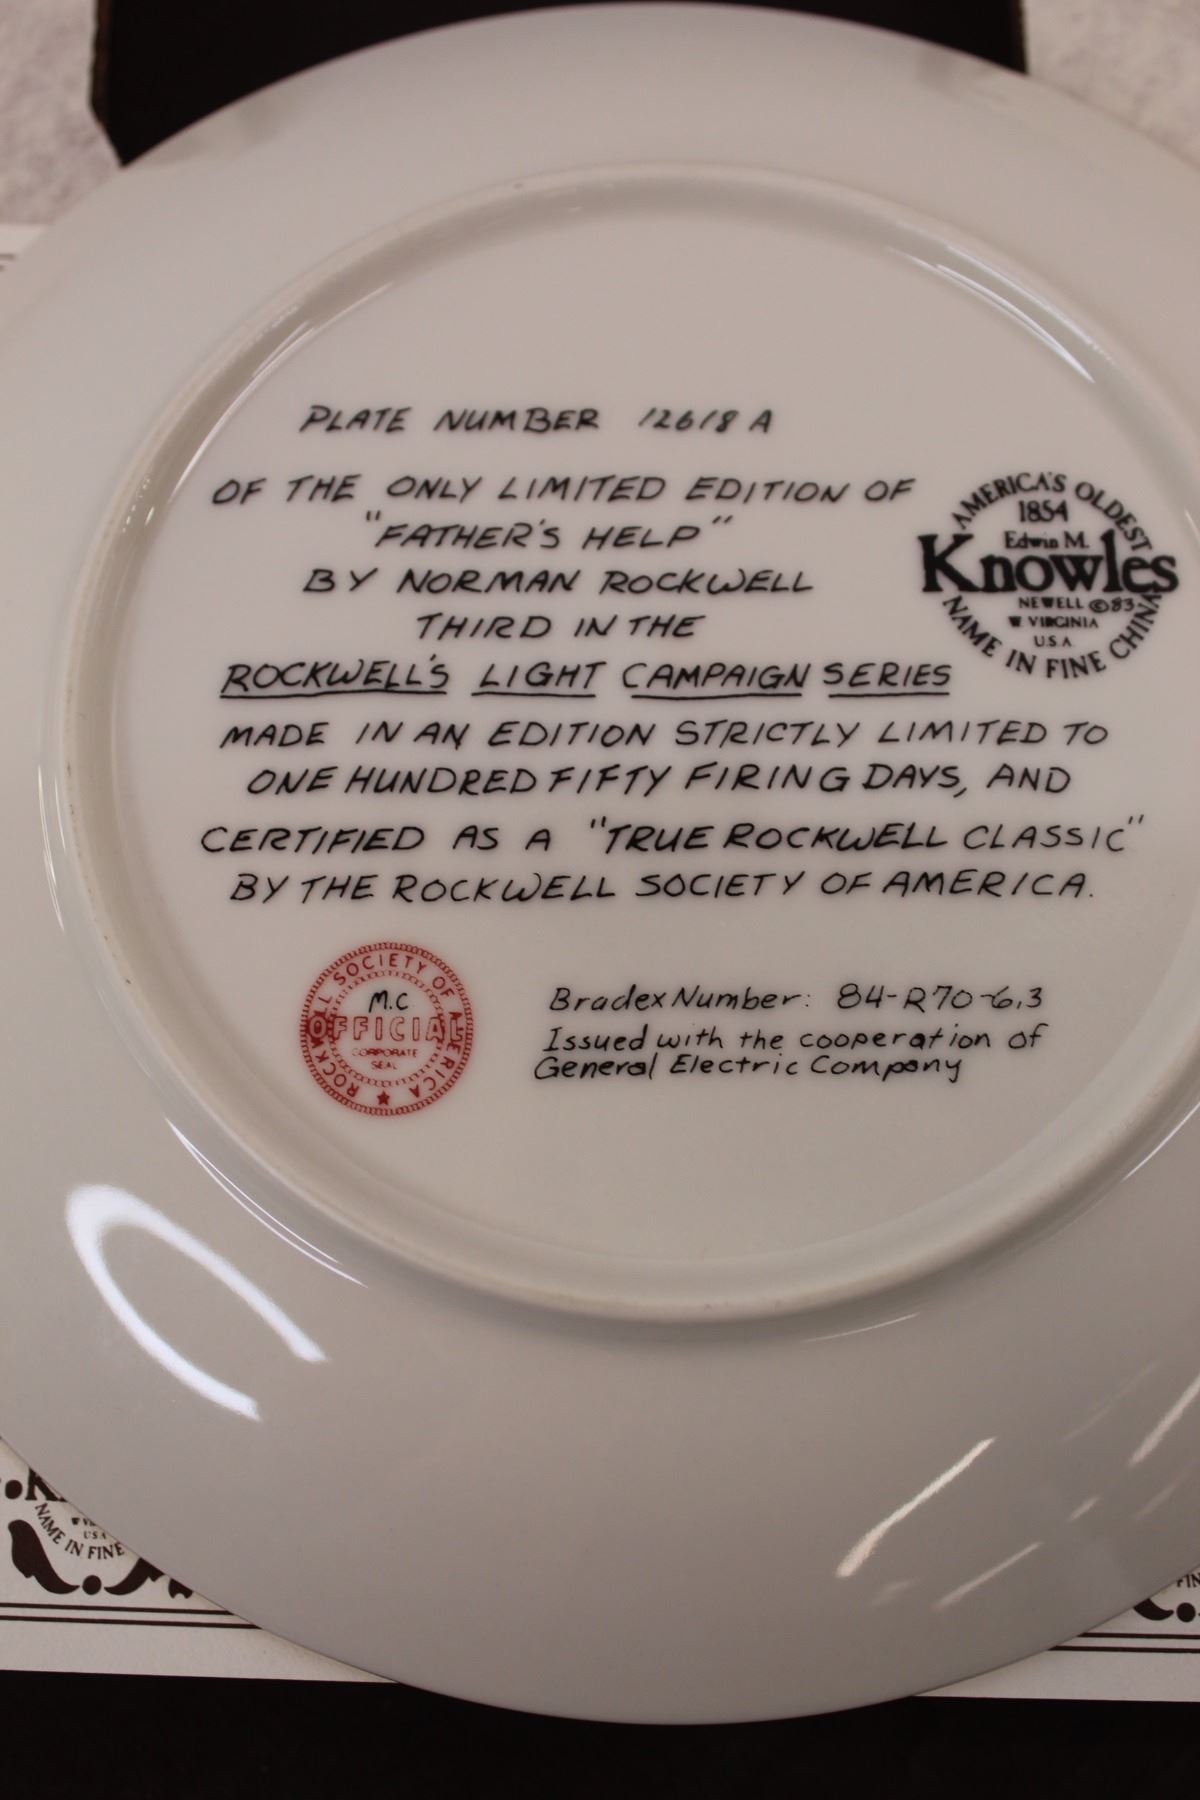 PLATE NUMBER 12618 A
OF THE ONLY LIMITED EDITION OF
"FATHER'S HELP"
BY NORMAN ROCKWELL
THIRD IN THE
ROCKWELL'S LIGHT CAMPAIGN SERIES
MADE IN AN EDITION STRICTLY LIMITED TO
ONE HUNDRED FIFTY FIRING DAYS, AND
CERTIFIED AS A "TRUE ROCKWELL CLASSIC"
BY THE ROCKWELL SOCIETY OF AMERICA.
AMERICA'S OLDEST
1854
Edwin M.
Knowles
NEWELL ©83
W VIRGINIA
U.S.A
NAME IN FINE CHINA
ROCKWELL SOCIETY OF AMERICA
M.C
OFFICIAL
CORPORATE
SEAL
Bradex Number: 84-R70-6.3
Issued with the cooperation of
General Electric Company
NAME IN FINE
U.S.A